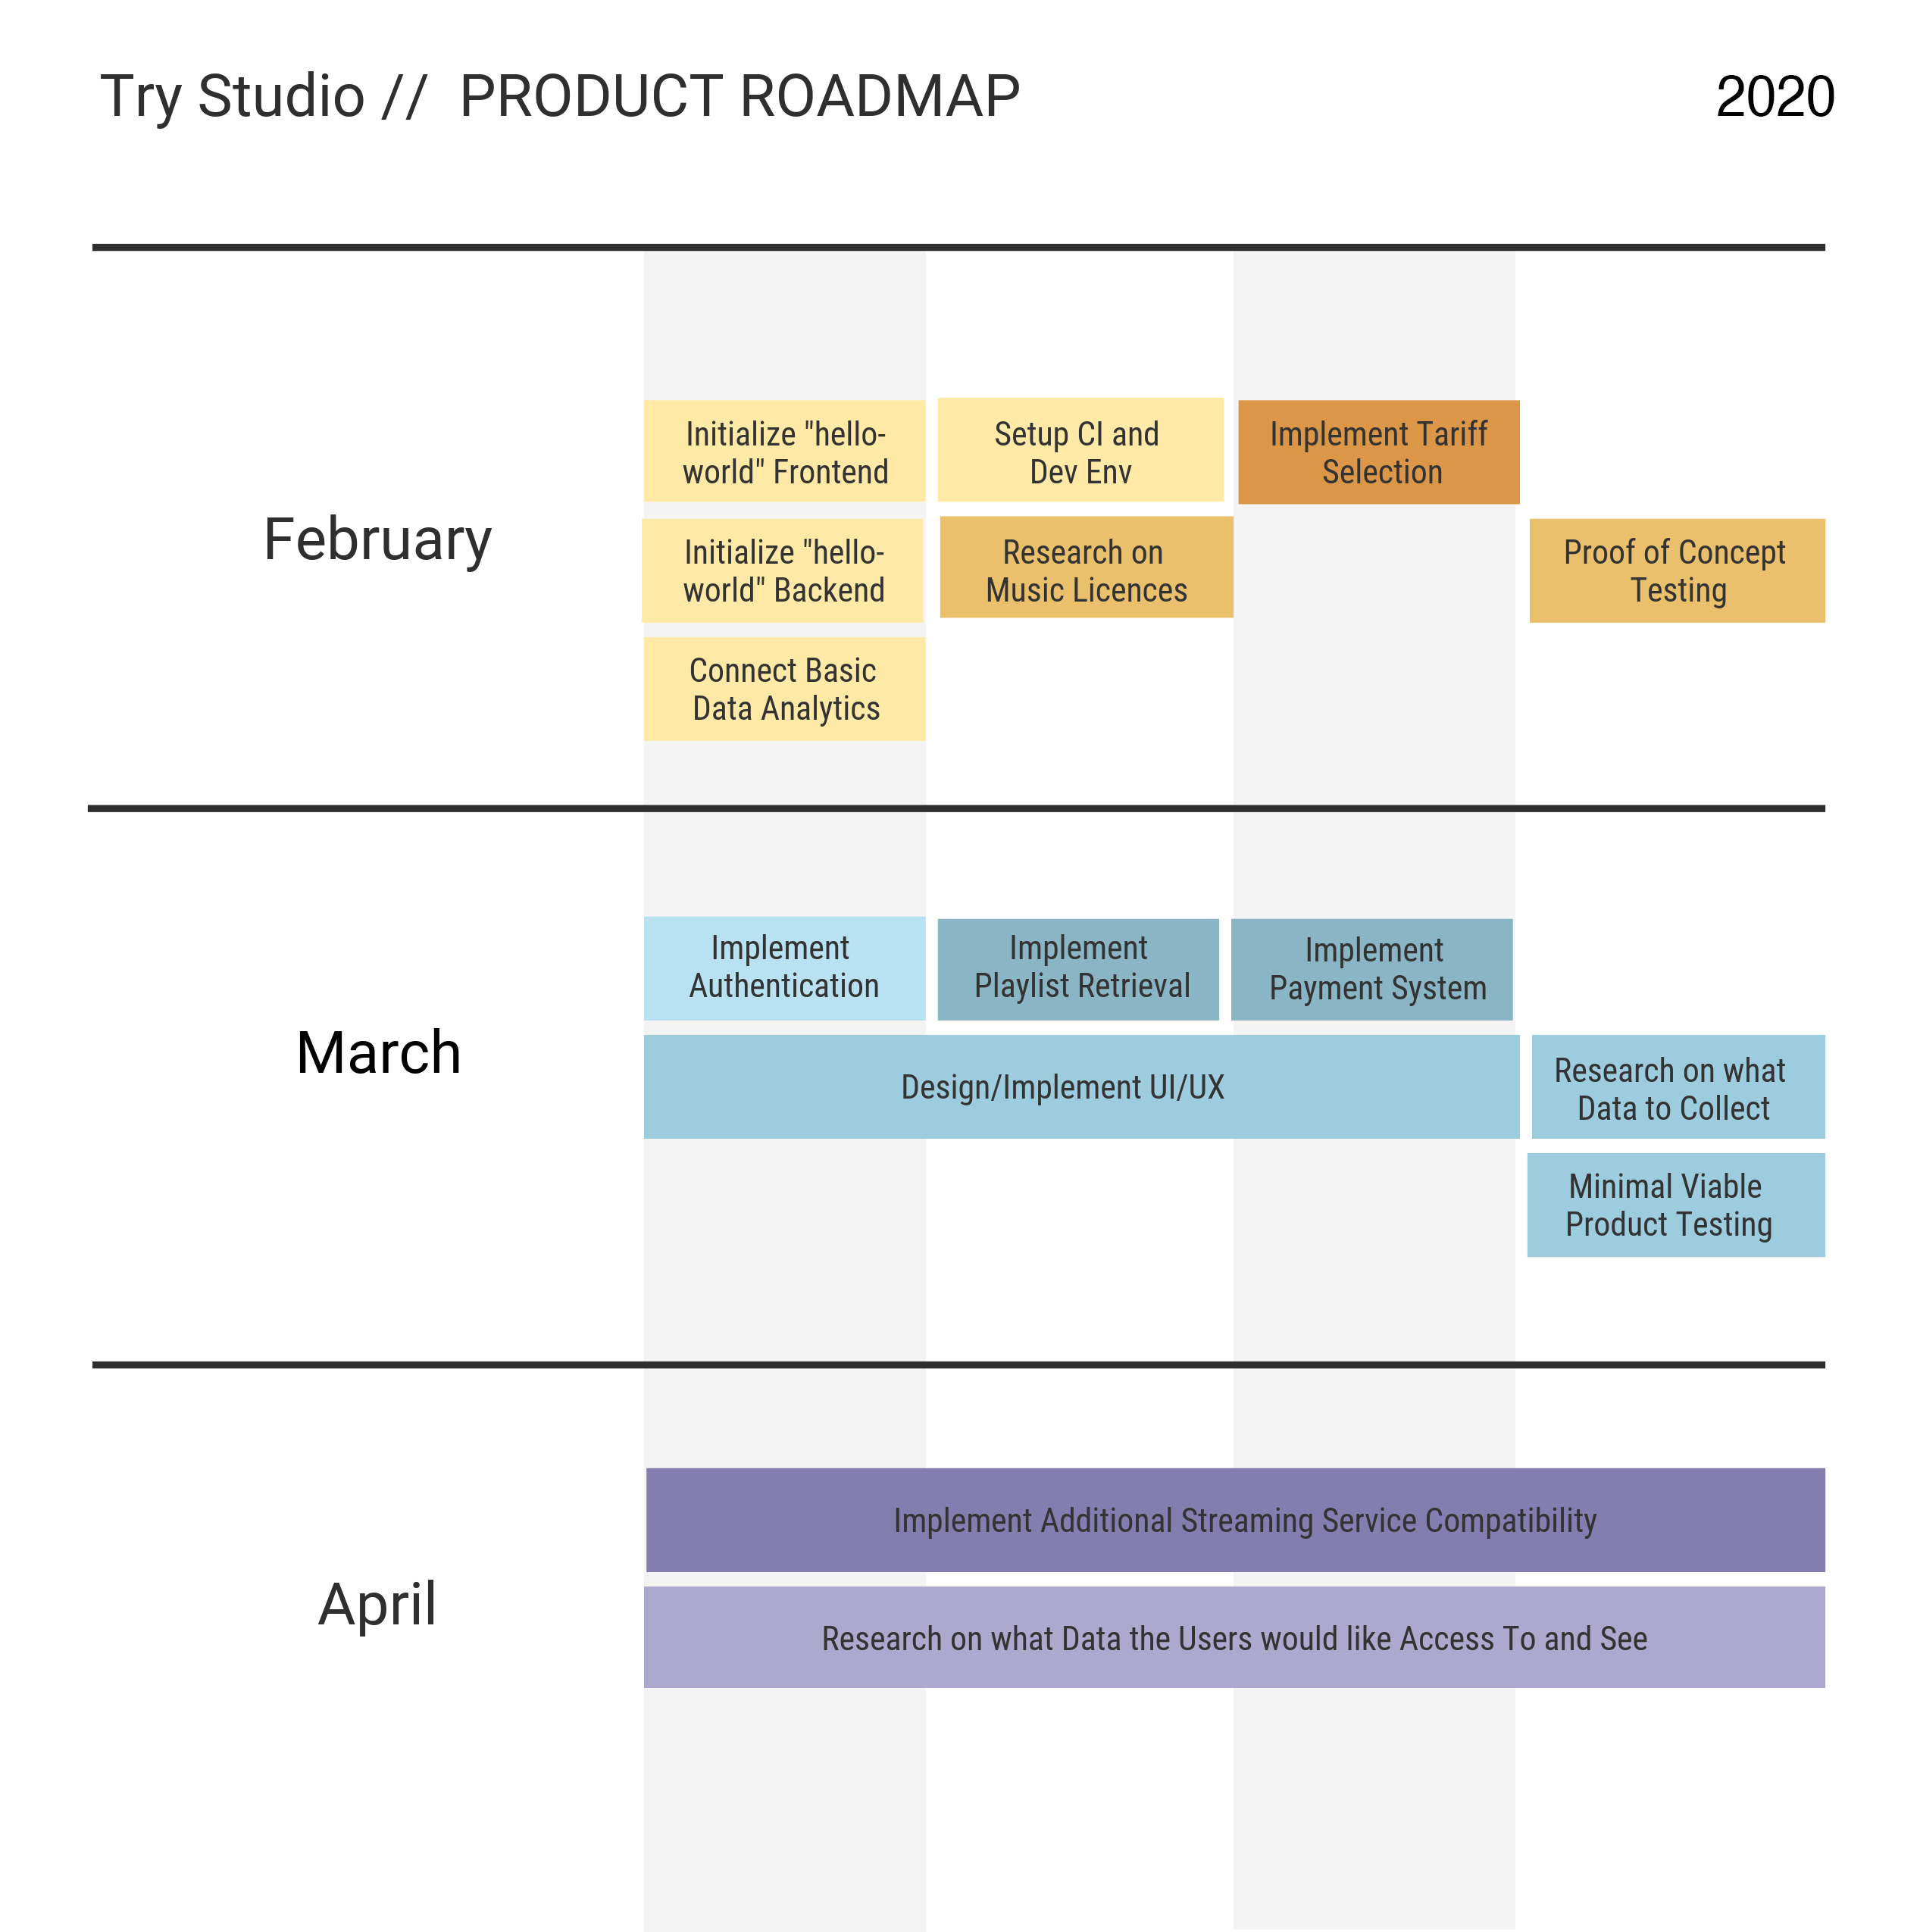 Try Studio //  PRODUCT ROADMAP
2020
February
Initialize "hello-
world" Frontend
Setup CI and
Dev Env
Implement Tariff
Selection
Initialize "hello-
world" Backend
Research on
Music Licences
Proof of Concept
Testing
Connect Basic
Data Analytics
March
Implement
Authentication
Implement
Playlist Retrieval
Implement
Payment System
Design/Implement UI/UX
Research on what
Data to Collect
Minimal Viable
Product Testing
April
Implement Additional Streaming Service Compatibility
Research on what Data the Users would like Access To and See